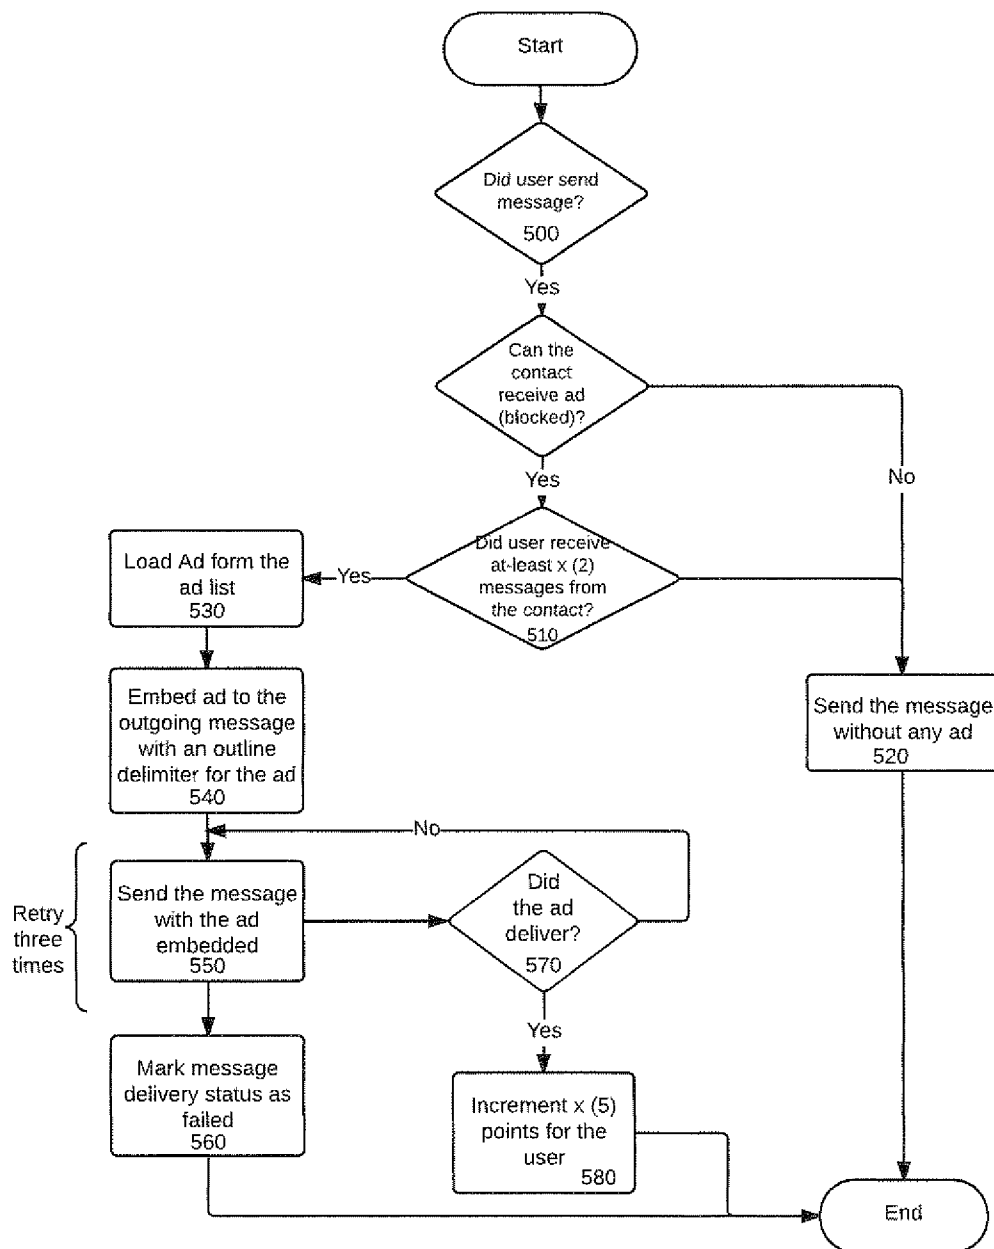 Start
Did user send
message?
500
Yes
Can the
contact
receive ad
(blocked)?
Yes
No
Did user receive
at-least x (2)
messages from
the contact?
510
Yes
Load Ad form the
ad list
530
Embed ad to the
outgoing message
with an outline
delimiter for the ad
540
Send the message
without any ad
520
No
Retry
three
times
Send the message
with the ad
embedded
550
Did
the ad
deliver?
570
Yes
Mark message
delivery status as
failed
560
Increment x (5)
points for the
user
580
End